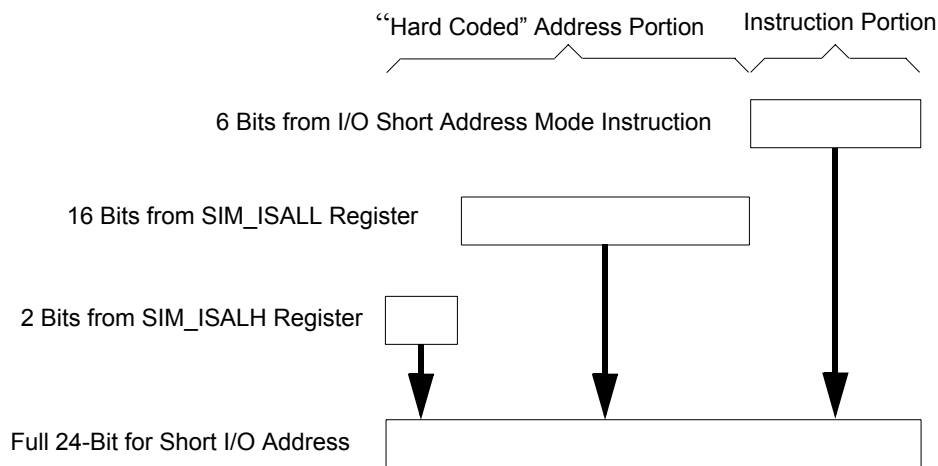 “Hard Coded” Address Portion
Instruction Portion
6 Bits from I/O Short Address Mode Instruction
16 Bits from SIM_ISALL Register
2 Bits from SIM_ISALH Register
Full 24-Bit for Short I/O Address